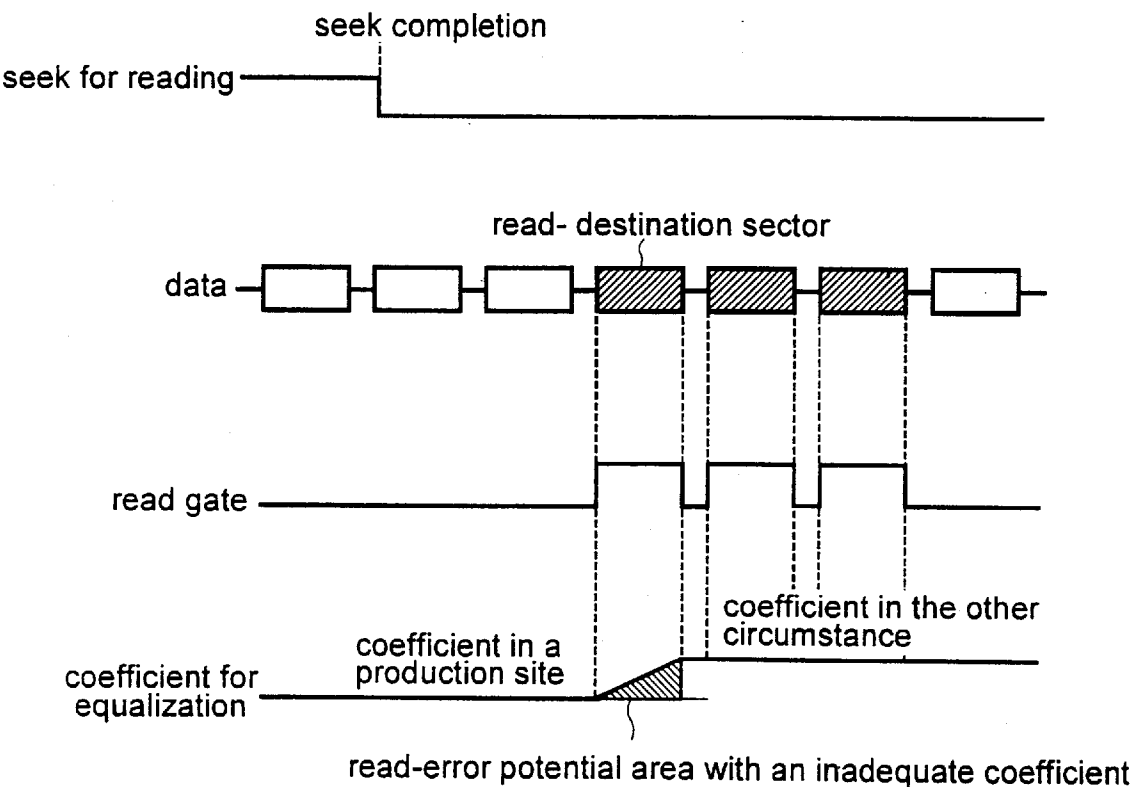 seek completion
seek for reading
read- destination sector
data
read gate
coefficient in the other
circumstance
coefficient in a
production site
coefficient for
equalization
read-error potential area with an inadequate coefficient